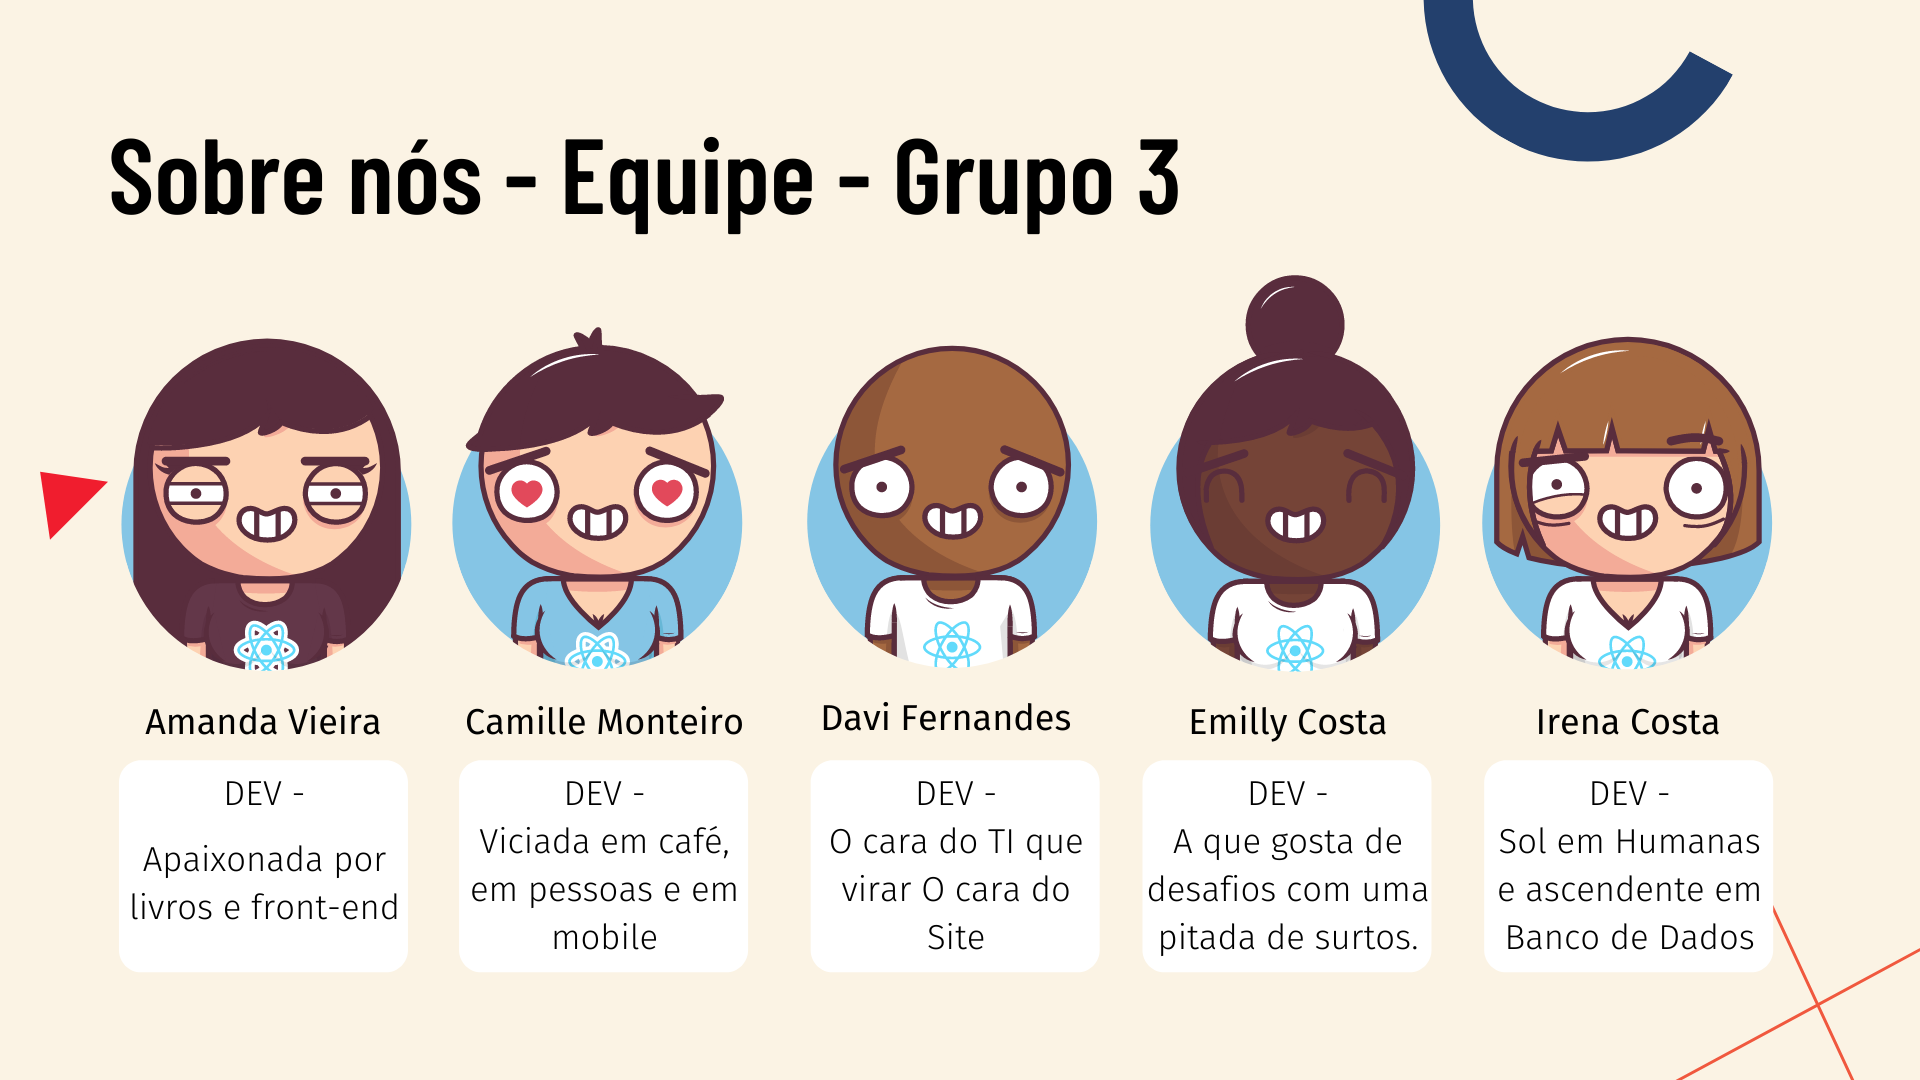 Sobre nós - Equipe - Grupo 3
Amanda Vieira
DEV -
Apaixonada por
livros e front-end
Camille Monteiro
DEV -
Viciada em café,
em pessoas e em
mobile
Davi Fernandes
DEV -
O cara do TI que
virar O cara do
Site
Emilly Costa
DEV -
A que gosta de
desafios com uma
pitada de surtos.
Irena Costa
DEV -
Sol em Humanas
e ascendente em
Banco de Dados